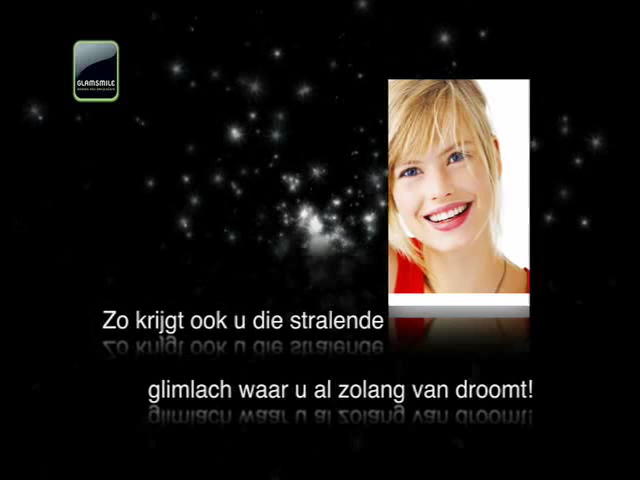 GLAMSMILE
Zo krijgt ook u die stralende
glimlach waar u al zolang van droomt!